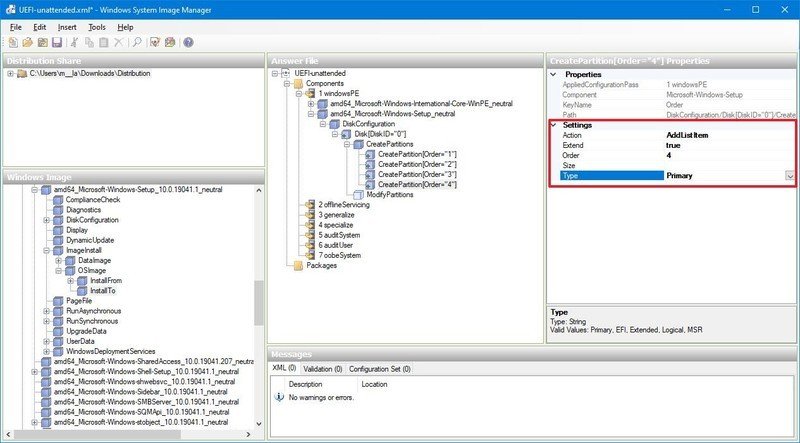 UEFI-unattended.xml* - Windows System Image Manager
File Edit Insert Tools Help
Distribution Share
C:\Users\m__la\Downloads\Distribution
Windows Image
amd64_Microsoft-Windows-Setup_10.0.19041.1_neutral
ComplianceCheck
Diagnostics
DiskConfiguration
Display
DynamicUpdate
ImageInstall
DataImage
OSImage
InstallFrom
InstallTo
PageFile
RunAsynchronous
RunSynchronous
UpgradeData
UserData
WindowsDeploymentServices
amd64_Microsoft-Windows-SharedAccess_10.0.19041.207_neutral
amd64_Microsoft-Windows-Shell-Setup_10.0.19041.1_neutral
amd64_Microsoft-Windows-shwebsvc_10.0.19041.1_neutral
amd64_Microsoft-Windows-Sidebar_10.0.19041.1_neutral
amd64_Microsoft-Windows-SMBServer_10.0.19041.1_neutral
amd64_Microsoft-Windows-SQMApi_10.0.19041.1_neutral
amd64_Microsoft-Windows-stobject_10.0.19041.1_neutral
Answer File
UEFI-unattended
Components
1 windowsPE
amd64_Microsoft-Windows-International-Core-WinPE_neutral
amd64_Microsoft-Windows-Setup_neutral
DiskConfiguration
Disk[DiskID="0"]
CreatePartitions
CreatePartition[Order="1"]
CreatePartition[Order="2"]
CreatePartition[Order="3"]
CreatePartition[Order="4"]
ModifyPartitions
2 offlineServicing
3 generalize
4 specialize
5 auditSystem
6 auditUser
7 oobeSystem
Packages
CreatePartition[Order="4"] Properties
Properties
AppliedConfigurationPass 1 windowsPE
Component Microsoft-Windows-Setup
KeyName Order
Path DiskConfiguration/Disk[DiskID="0"]/Create
Settings
Action AddListItem
Extend true
Order 4
Size
Type Primary
Type
Type: String
Valid Values: Primary, EFI, Extended, Logical, MSR
Messages
XML (0) Validation (0) Configuration Set (0)
Description Location
No warnings or errors.